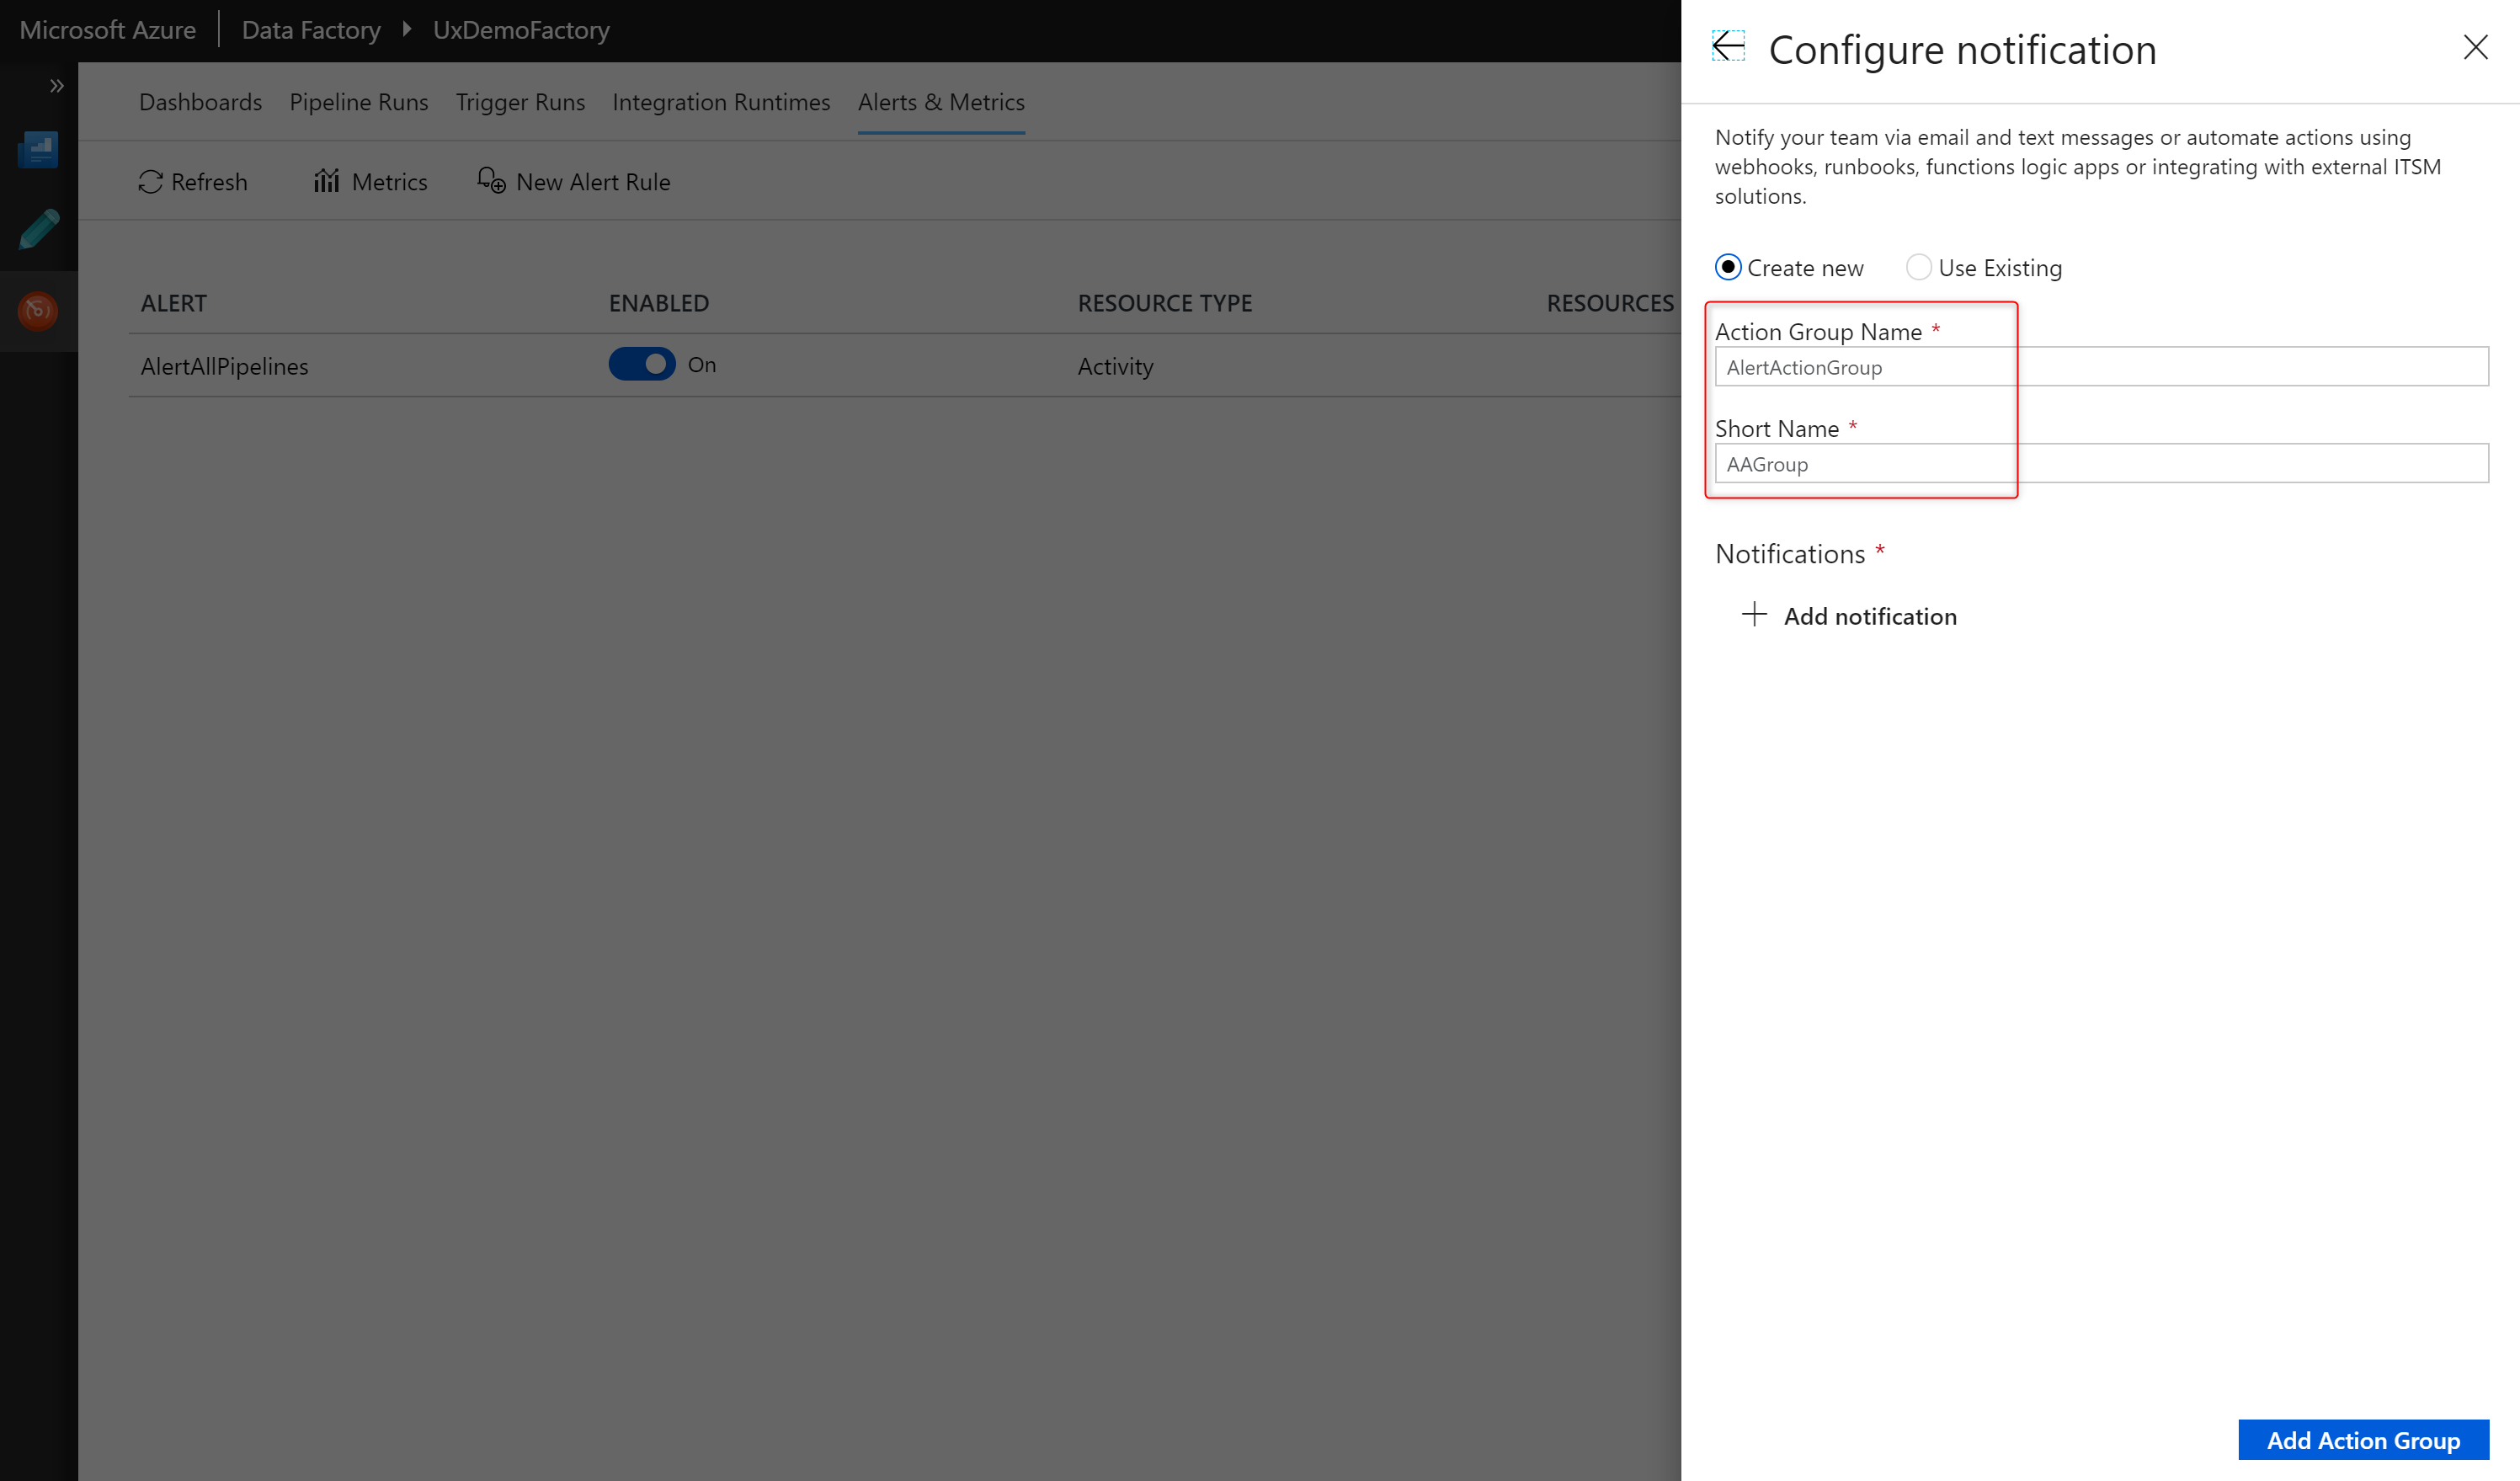 Microsoft Azure
Data Factory
UxDemoFactory
Dashboards
Pipeline Runs
Trigger Runs
Integration Runtimes
Alerts & Metrics
Refresh
Metrics
New Alert Rule
ALERT
ENABLED
RESOURCE TYPE
RESOURCES
AlertAllPipelines
On
Activity
Configure notification
Notify your team via email and text messages or automate actions using
webhooks, runbooks, functions logic apps or integrating with external ITSM
solutions.
Create new
Use Existing
Action Group Name *
AlertActionGroup
Short Name *
AAGroup
Notifications *
Add notification
Add Action Group